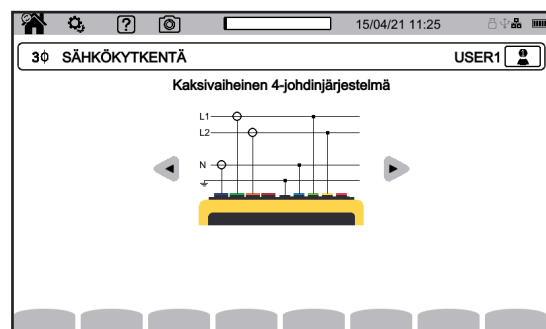 ?
15/04/21 11:25
3ϕ SÄHKÖKYTKENTÄ
USER1
Kaksivaiheinen 4-johdinjärjestelmä
L1
L2
N